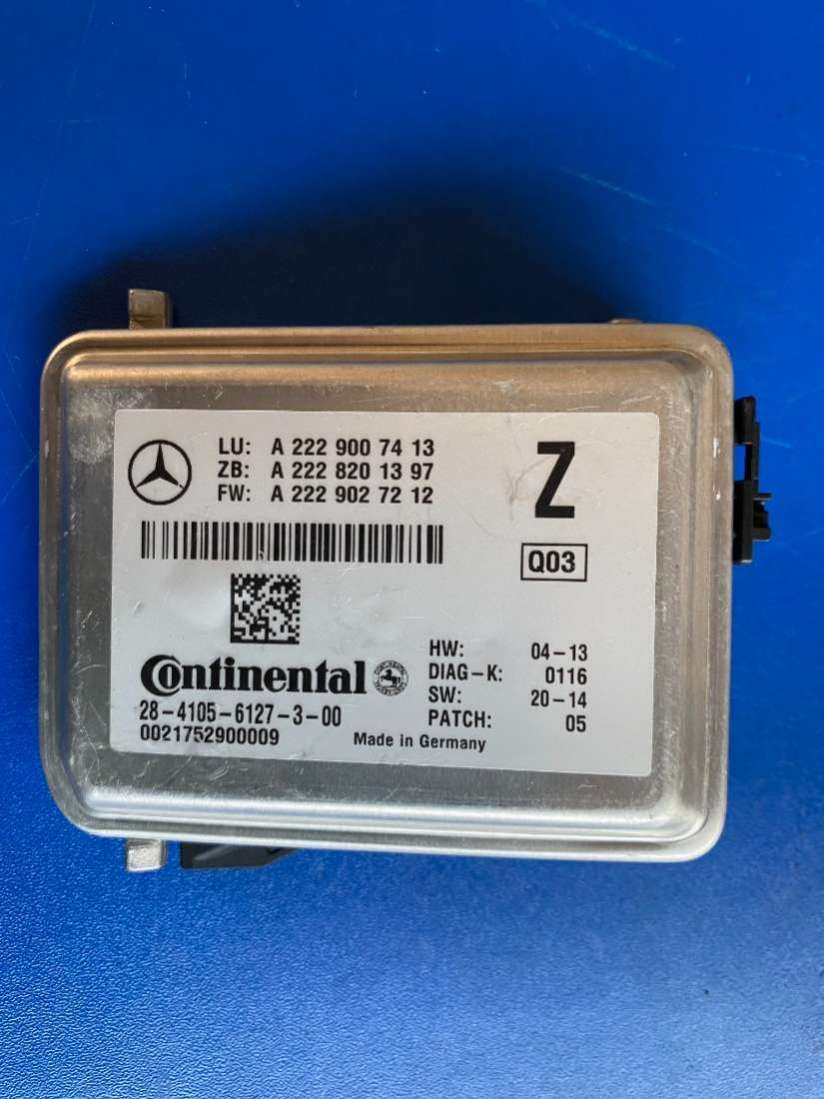 LU: A 222 900 74 13
ZB: A 222 820 13 97
FW: A 222 902 72 12
Z
Q03
Continental
28-4105-6127-3-00
0021752900009
HW: 04-13
DIAG-K: 0116
SW: 20-14
PATCH: 05
Made in Germany